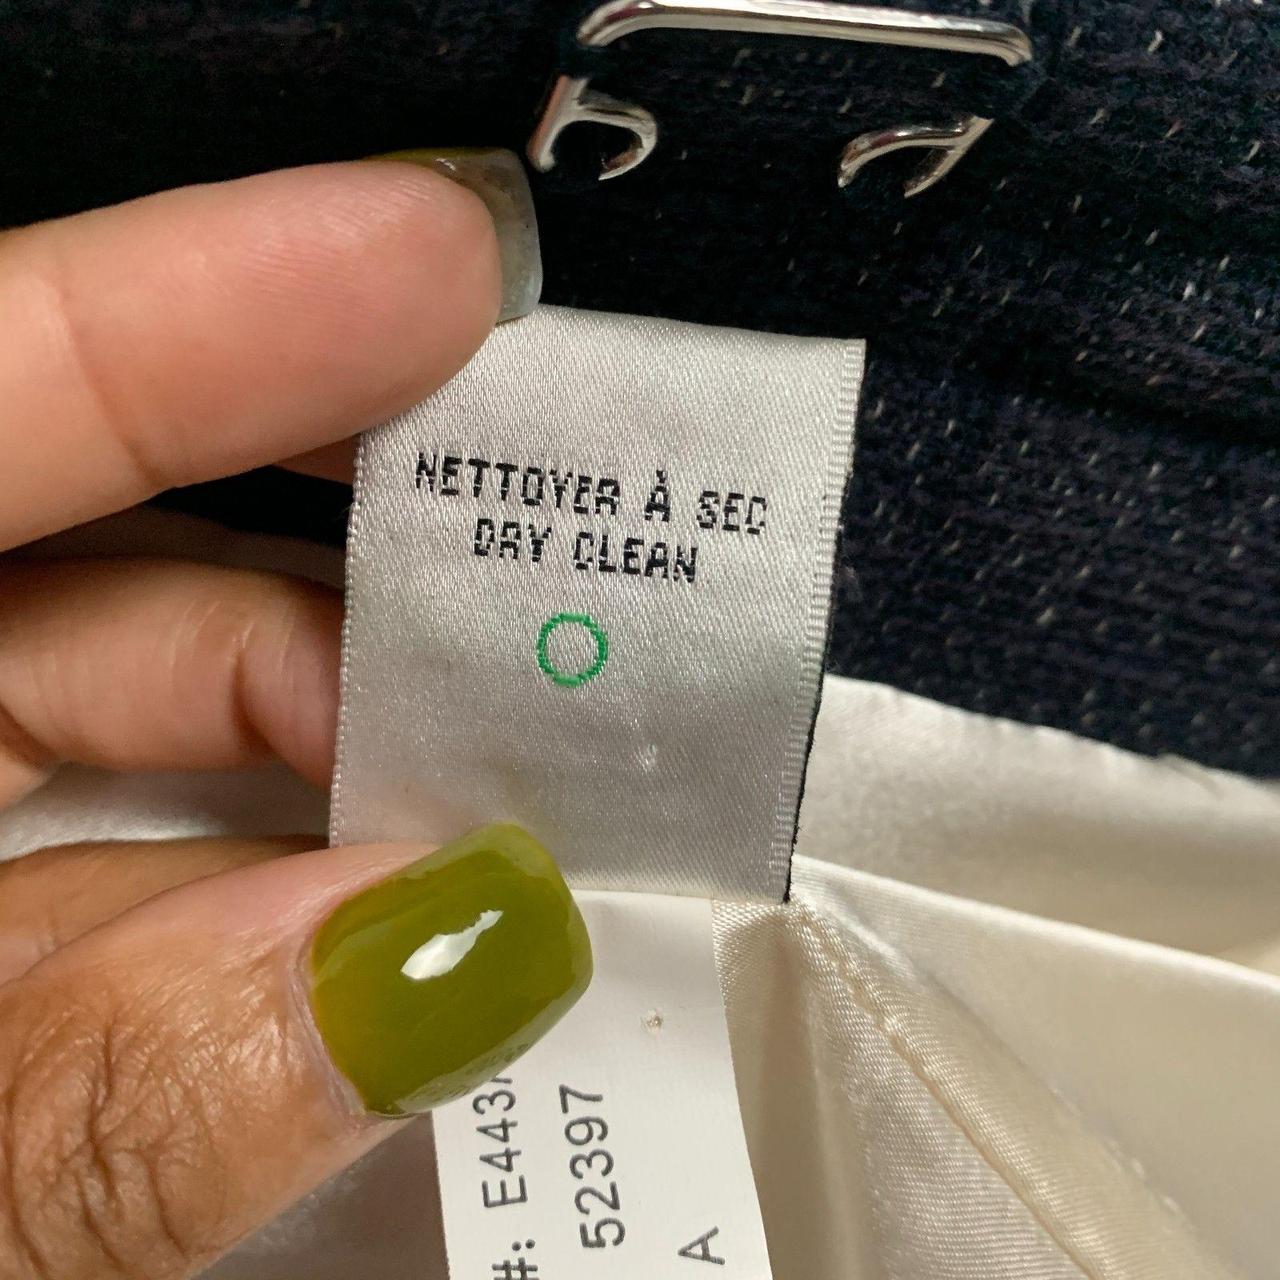 NETTOYER À SEC
DRY CLEAN
#: E443
52397
A